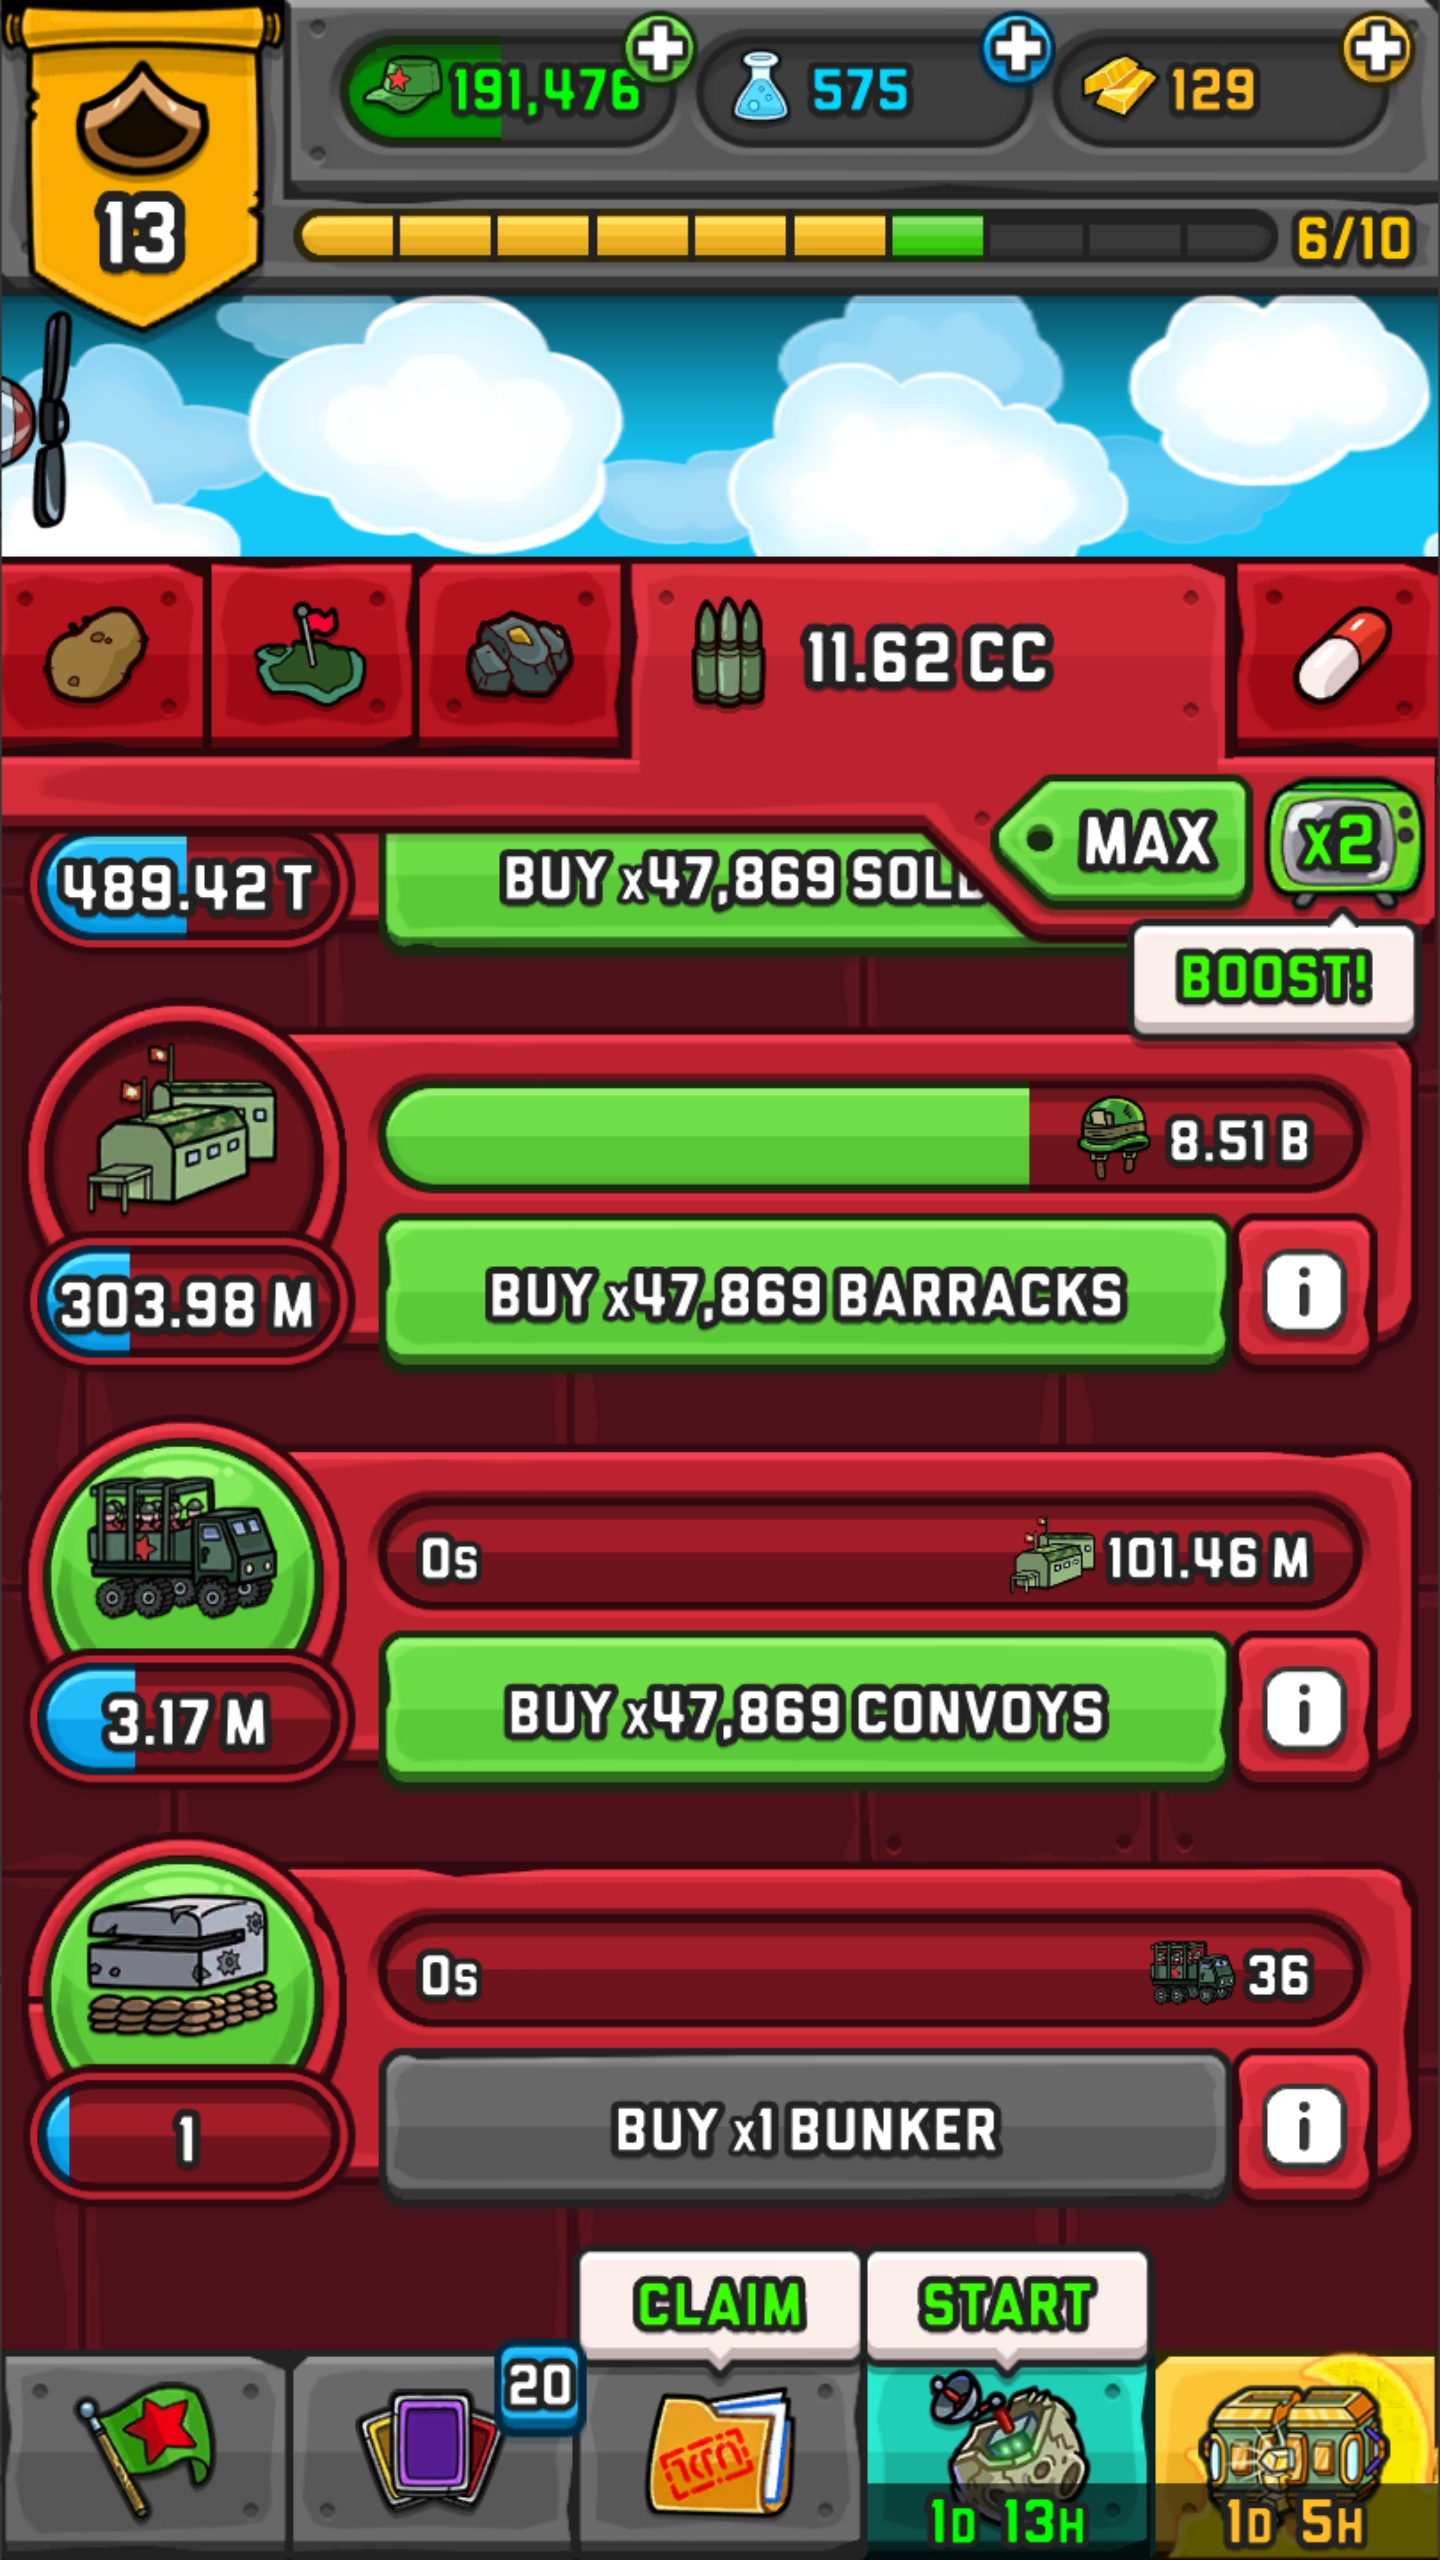 191,476
575
129
13
6/10
11.62 CC
MAX
x2
489.42 T
BUY x47,869 SOLD
BOOST!
8.51 B
303.98 M
BUY x47,869 BARRACKS
i
0s
101.46 M
3.17 M
BUY x47,869 CONVOYS
i
0s
36
1
BUY x1 BUNKER
i
CLAIM
START
20
1D 13H
1D 5H